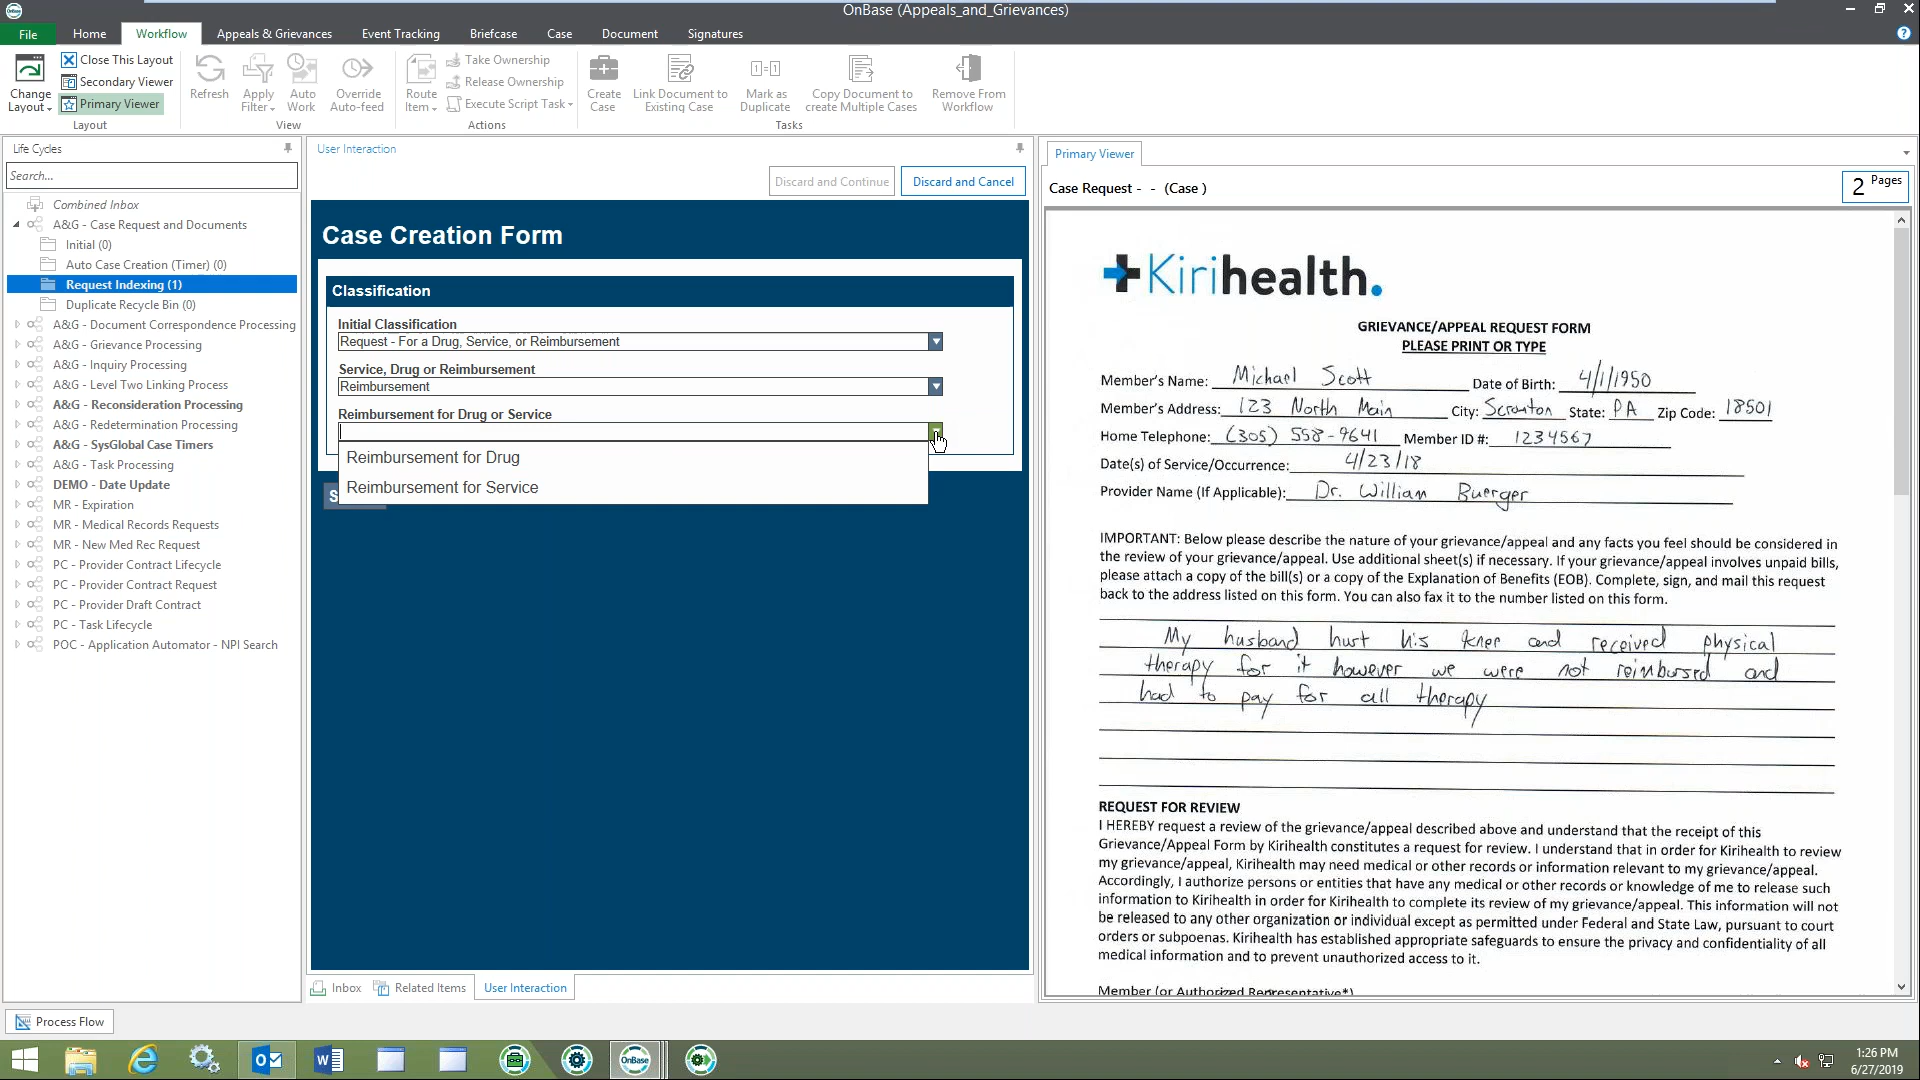 OnBase (Appeals_and_Grievances)
File Home Workflow Appeals & Grievances Event Tracking Briefcase Case Document Signatures
Change Layout
Close This Layout
Secondary Viewer
Primary Viewer
Layout
Refresh
Apply Filter
Auto Work
Override Auto-feed
View
Route Item
Take Ownership
Release Ownership
Execute Script Task
Actions
Create Case
Link Document to Existing Case
Mark as Duplicate
Copy Document to create Multiple Cases
Remove From Workflow
Tasks
Life Cycles
Search...
Combined Inbox
A&G - Case Request and Documents
Initial (0)
Auto Case Creation (Timer) (0)
Request Indexing (1)
Duplicate Recycle Bin (0)
A&G - Document Correspondence Processing
A&G - Grievance Processing
A&G - Inquiry Processing
A&G - Level Two Linking Process
A&G - Reconsideration Processing
A&G - Redetermination Processing
A&G - SysGlobal Case Timers
A&G - Task Processing
DEMO - Date Update
MR - Expiration
MR - Medical Records Requests
MR - New Med Rec Request
PC - Provider Contract Lifecycle
PC - Provider Contract Request
PC - Provider Draft Contract
PC - Task Lifecycle
POC - Application Automator - NPI Search
User Interaction
Discard and Continue Discard and Cancel
Case Creation Form
Classification
Initial Classification
Request - For a Drug, Service, or Reimbursement
Service, Drug or Reimbursement
Reimbursement
Reimbursement for Drug or Service
Reimbursement for Drug
Reimbursement for Service
Inbox Related Items User Interaction
Primary Viewer
Case Request - - (Case )
2 Pages
Kirihealth.
GRIEVANCE/APPEAL REQUEST FORM
PLEASE PRINT OR TYPE
Member's Name: Michael Scott Date of Birth: 4/1/1950
Member's Address: 123 North Main City: Scranton State: PA Zip Code: 18501
Home Telephone: (305) 558-9641 Member ID #: 1234567
Date(s) of Service/Occurrence: 4/23/18
Provider Name (If Applicable): Dr. William Buerger
IMPORTANT: Below please describe the nature of your grievance/appeal and any facts you feel should be considered in
the review of your grievance/appeal. Use additional sheet(s) if necessary. If your grievance/appeal involves unpaid bills,
please attach a copy of the bill(s) or a copy of the Explanation of Benefits (EOB). Complete, sign, and mail this request
back to the address listed on this form. You can also fax it to the number listed on this form.
My husband hurt his knee and received physical
therapy for it however we were not reimbursed and
had to pay for all therapy
REQUEST FOR REVIEW
I HEREBY request a review of the grievance/appeal described above and understand that the receipt of this
Grievance/Appeal Form by Kirihealth constitutes a request for review. I understand that in order for Kirihealth to review
my grievance/appeal, Kirihealth may need medical or other records or information relevant to my grievance/appeal.
Accordingly, I authorize persons or entities that have any medical or other records or knowledge of me to release such
information to Kirihealth in order for Kirihealth to complete its review of my grievance/appeal. This information will not
be released to any other organization or individual except as permitted under Federal and State Law, pursuant to court
orders or subpoenas. Kirihealth has established appropriate safeguards to ensure the privacy and confidentiality of all
medical information and to prevent unauthorized access to it.
Member (or Authorized Representative*)
Process Flow
OnBase
1:26 PM
6/27/2019